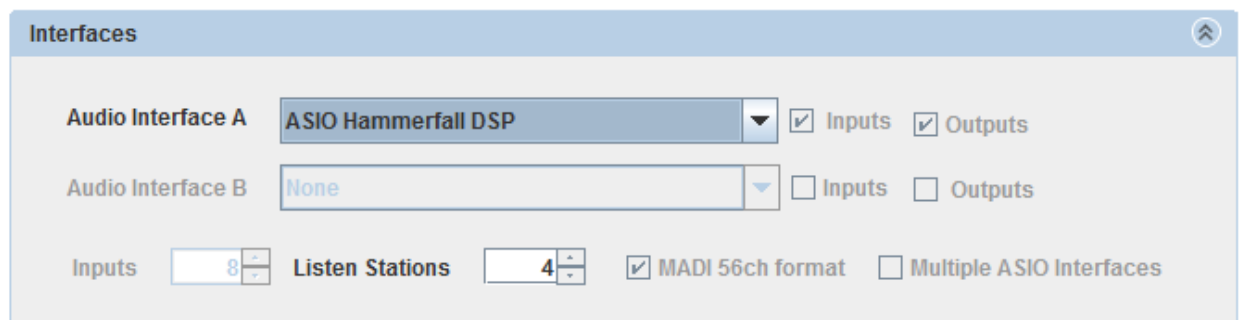 Interfaces
Audio Interface A ASIO Hammerfall DSP Inputs Outputs
Audio Interface B None Inputs Outputs
Inputs 8 Listen Stations 4 MADI 56ch format Multiple ASIO Interfaces